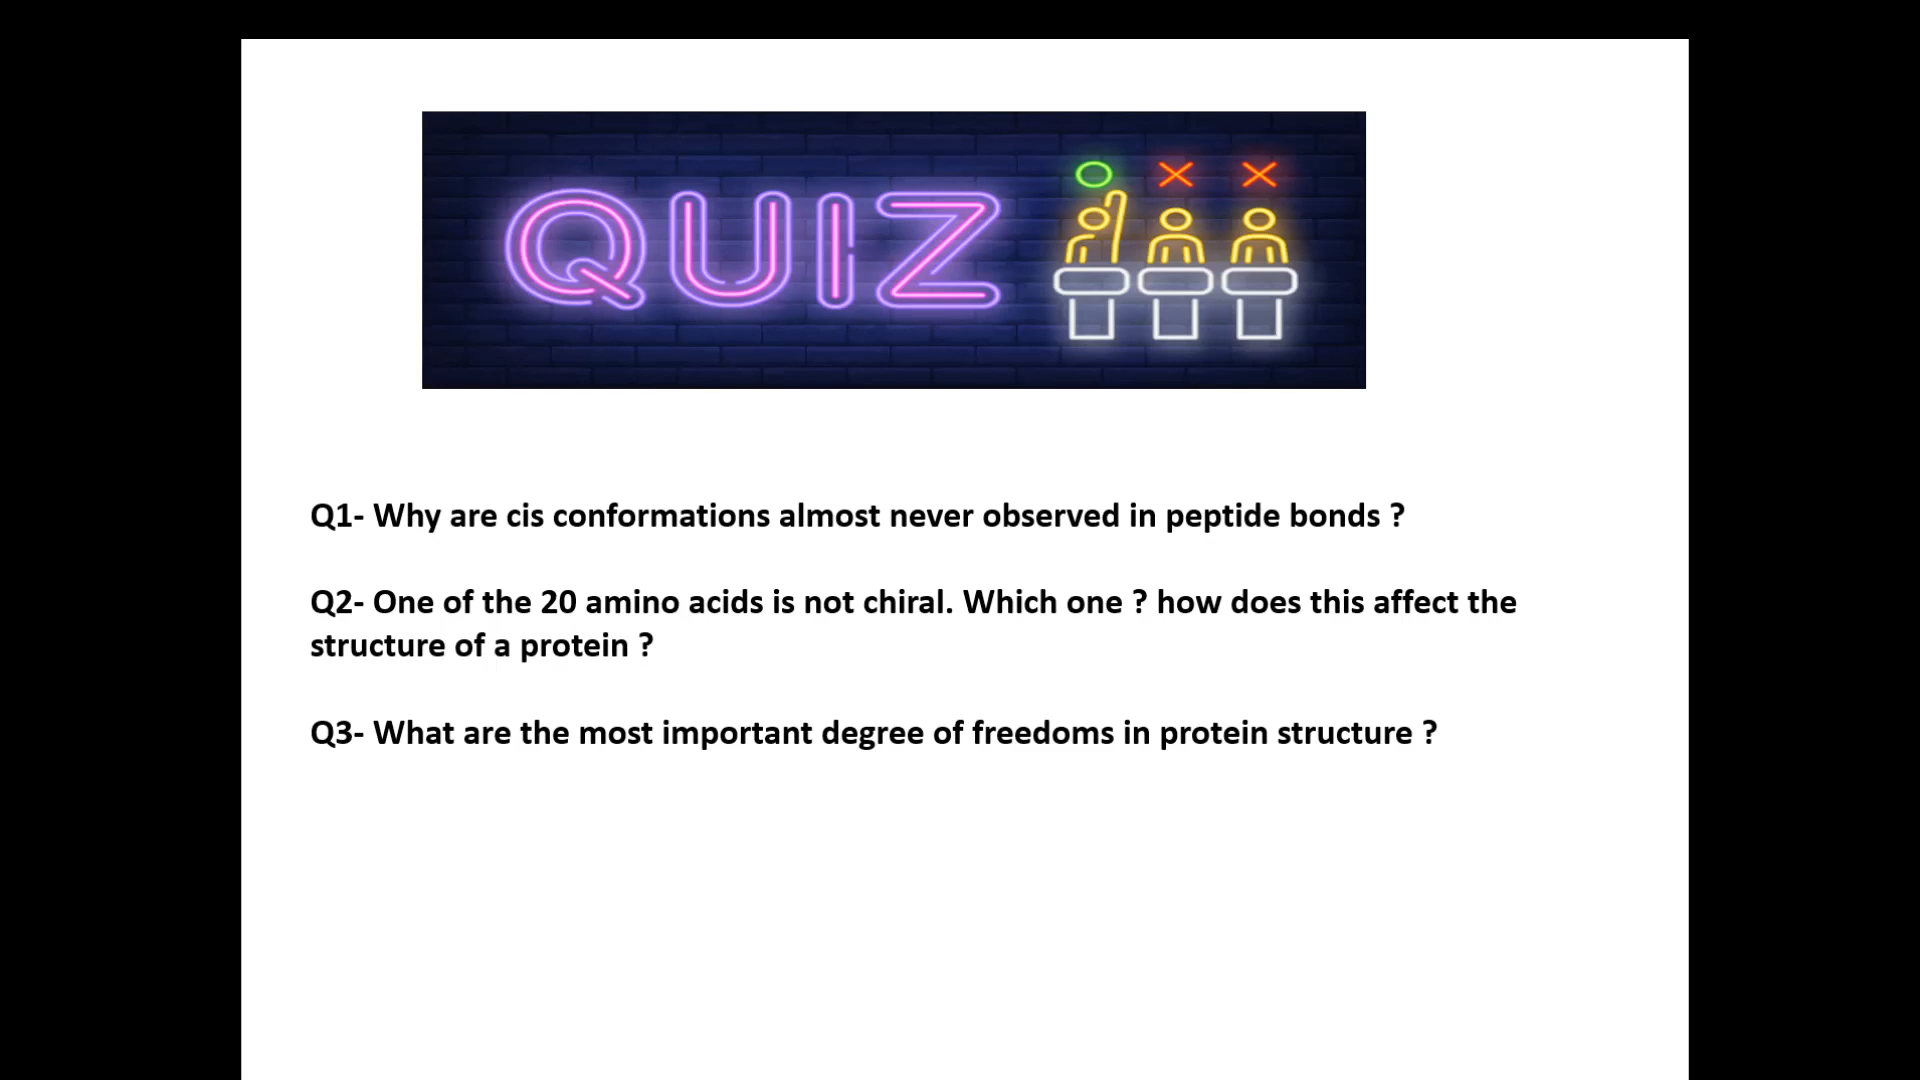 QUIZ
Q1- Why are cis conformations almost never observed in peptide bonds ?
Q2- One of the 20 amino acids is not chiral. Which one ? how does this affect the
structure of a protein ?
Q3- What are the most important degree of freedoms in protein structure ?